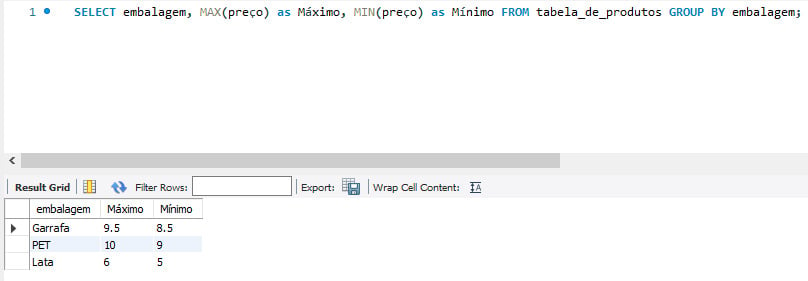 1 SELECT embalagem, MAX(preço) as Máximo, MIN(preço) as Mínimo FROM tabela_de_produtos GROUP BY embalagem;
Result Grid Filter Rows: Export: Wrap Cell Content: IA
embalagem Máximo Mínimo
Garrafa 9.5 8.5
PET 10 9
Lata 6 5